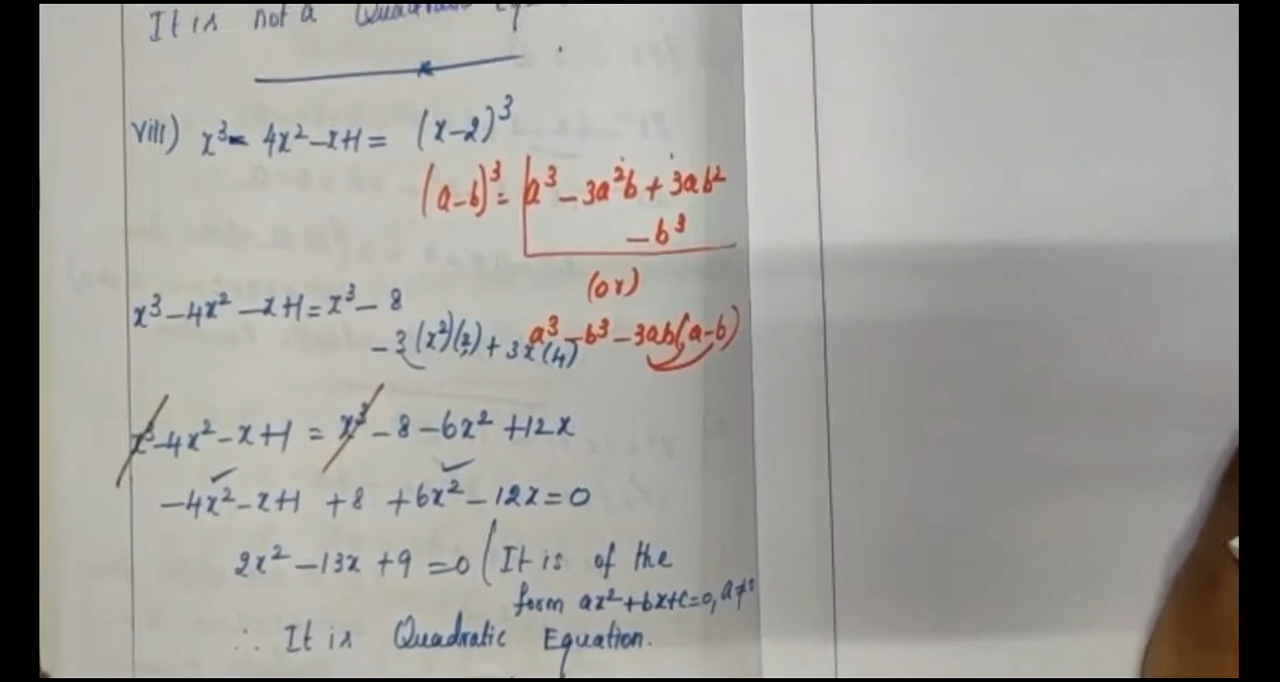 It is not a
viii) x³ - 4x² - x + 1 = (x-2)³
(a-b)³ = a³ - 3a²b + 3ab²
- b³
(or)
a³ - b³ - 3ab(a-b)
x³ - 4x² - x + 1 = x³ - 8
- 3(x²)(2) + 3x(4)
x³ - 4x² - x + 1 = x³ - 8 - 6x² + 12x
-4x² - x + 1 + 8 + 6x² - 12x = 0
2x² - 13x + 9 = 0 (It is of the
form ax² + bx + c = 0, a ≠
∴ It is Quadratic Equation.